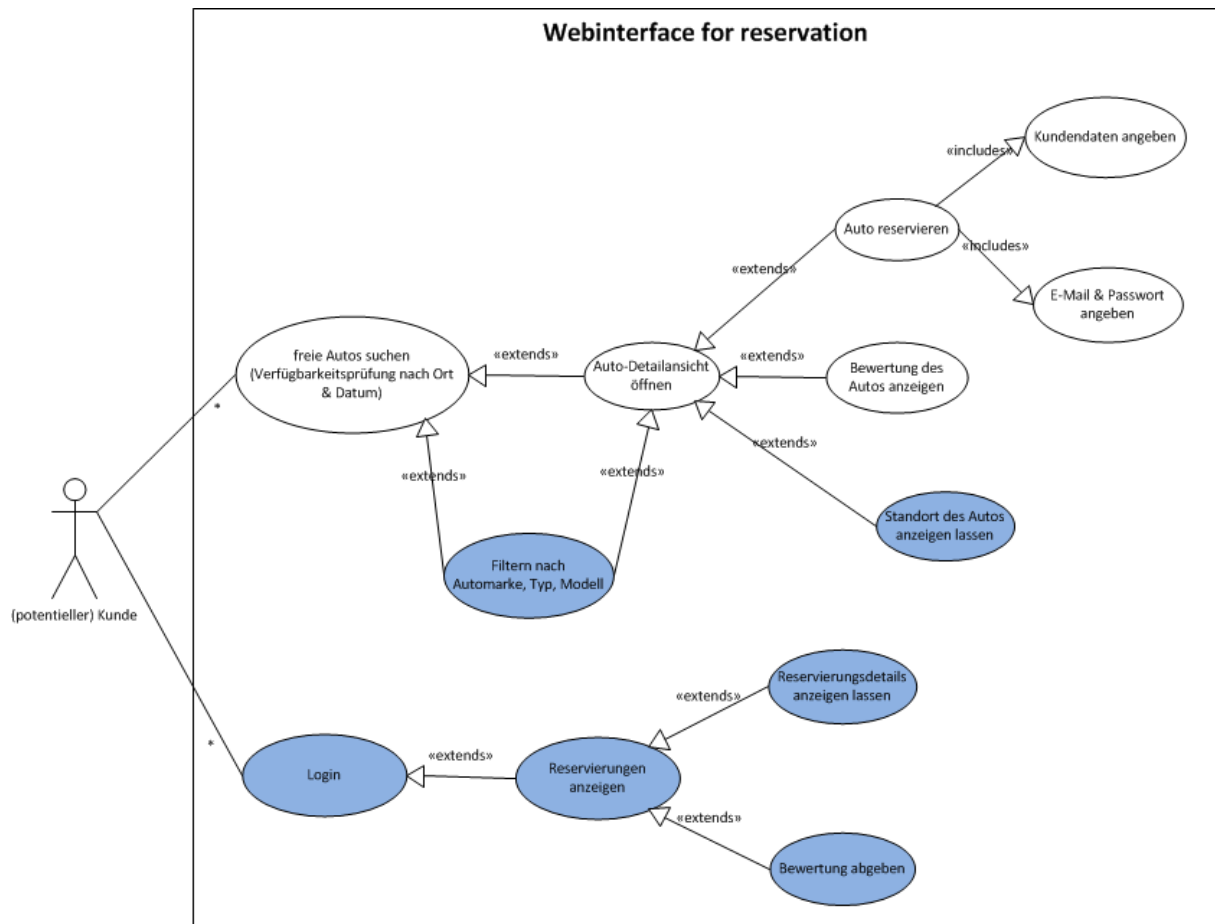 Webinterface for reservation
Kundendaten angeben
«includes»
Auto reservieren
«includes»
«extends»
E-Mail & Passwort
angeben
freie Autos suchen
(Verfügbarkeitsprüfung nach Ort
& Datum)
«extends»
Auto-Detailansicht
öffnen
«extends»
Bewertung des
Autos anzeigen
*
«extends»
«extends»
«extends»
Standort des Autos
anzeigen lassen
Filtern nach
Automarke, Typ, Modell
(potentieller) Kunde
Reservierungsdetails
anzeigen lassen
«extends»
*
Login
«extends»
Reservierungen
anzeigen
«extends»
Bewertung abgeben